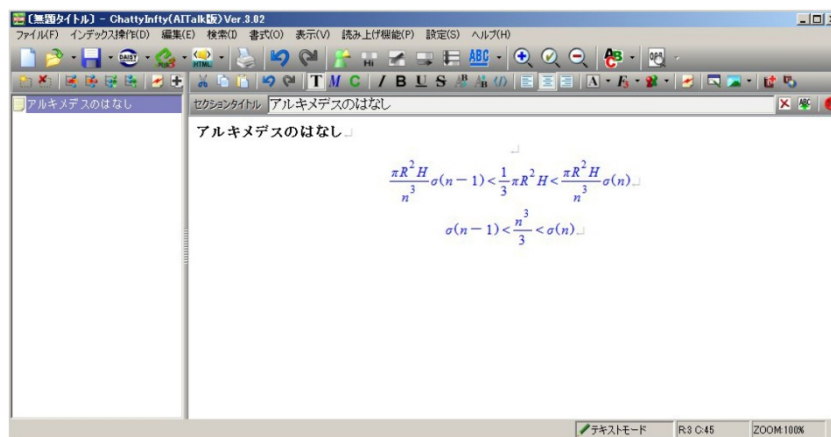 (無題タイトル) - ChattyInfty(AITalk版) Ver.3.02
ファイル(F) インデックス操作(D) 編集(E) 検索(I) 書式(O) 表示(V) 読み上げ機能(P) 設定(S) ヘルプ(H)
DAISY HTML Hi ABC
T M C / B U S
アルキメデスのはなし
セクションタイトル アルキメデスのはなし
アルキメデスのはなし
πR²H/n³ σ(n−1) < 1/3 πR²H < πR²H/n³ σ(n)
σ(n−1) < n³/3 < σ(n)
テキストモード R:3 C:45 ZOOM:100%